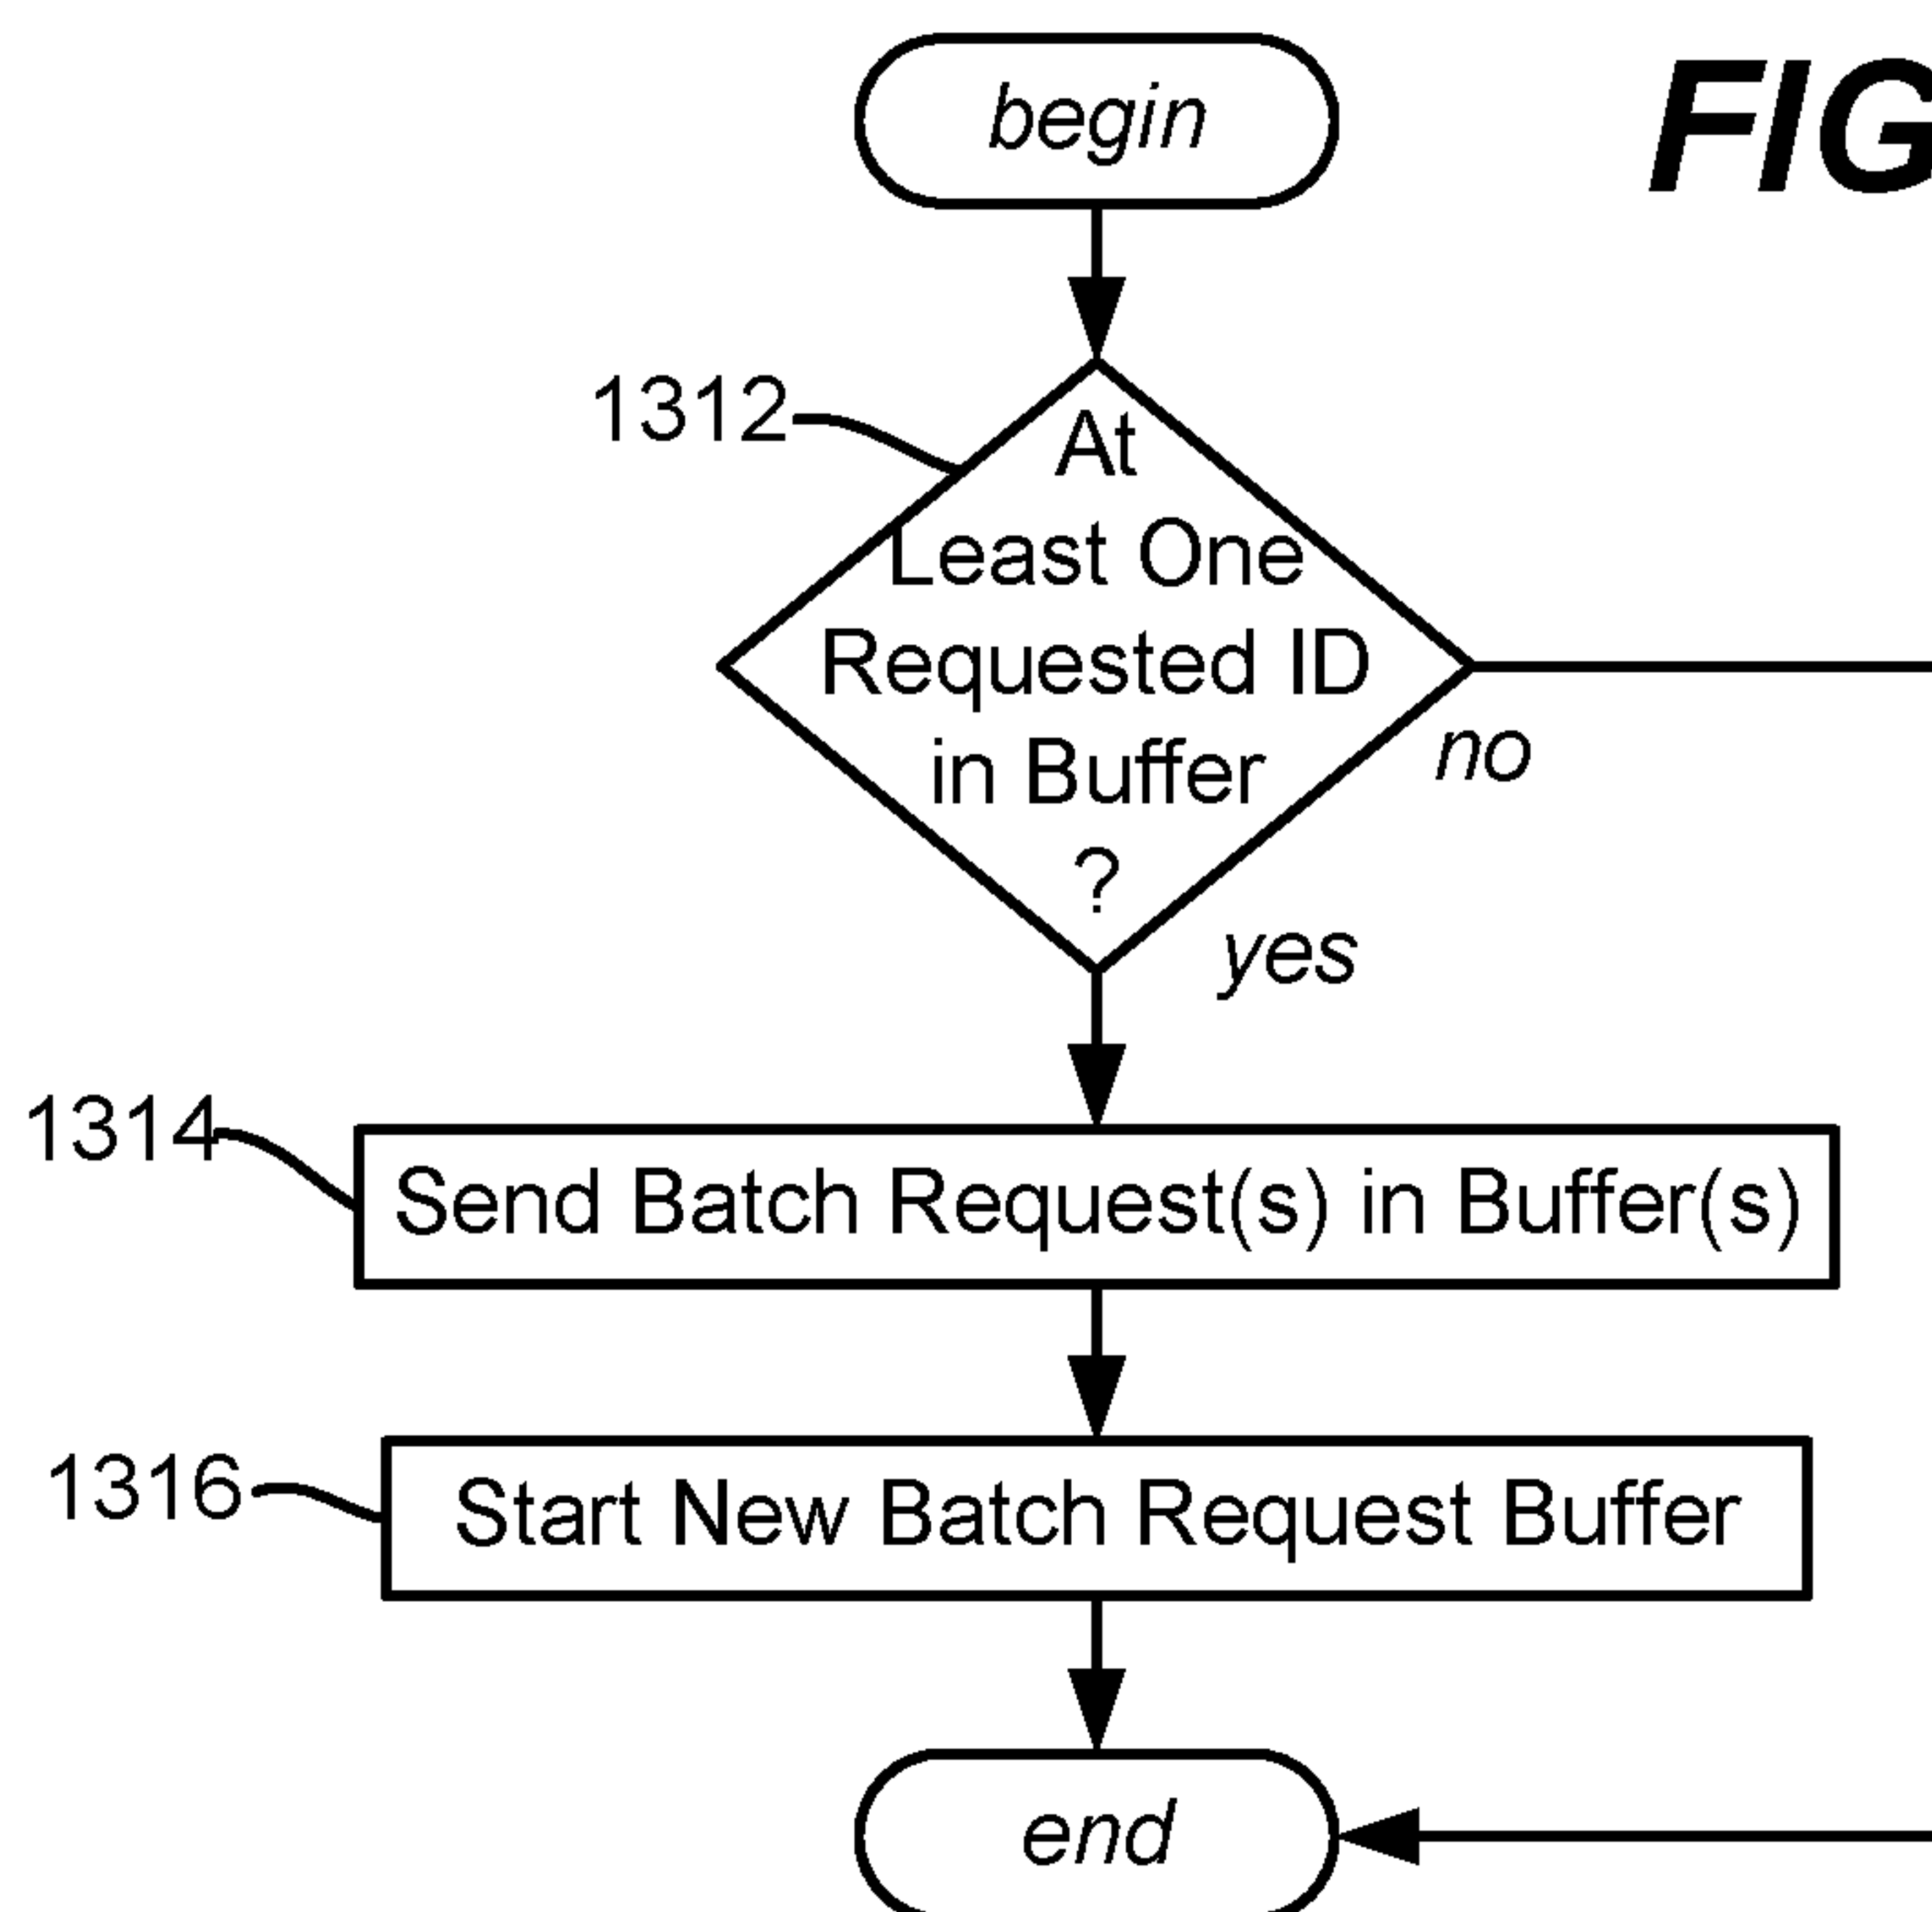 begin
FIG
1312
At
Least One
Requested ID
in Buffer
?
no
yes
1314
Send Batch Request(s) in Buffer(s)
1316
Start New Batch Request Buffer
end